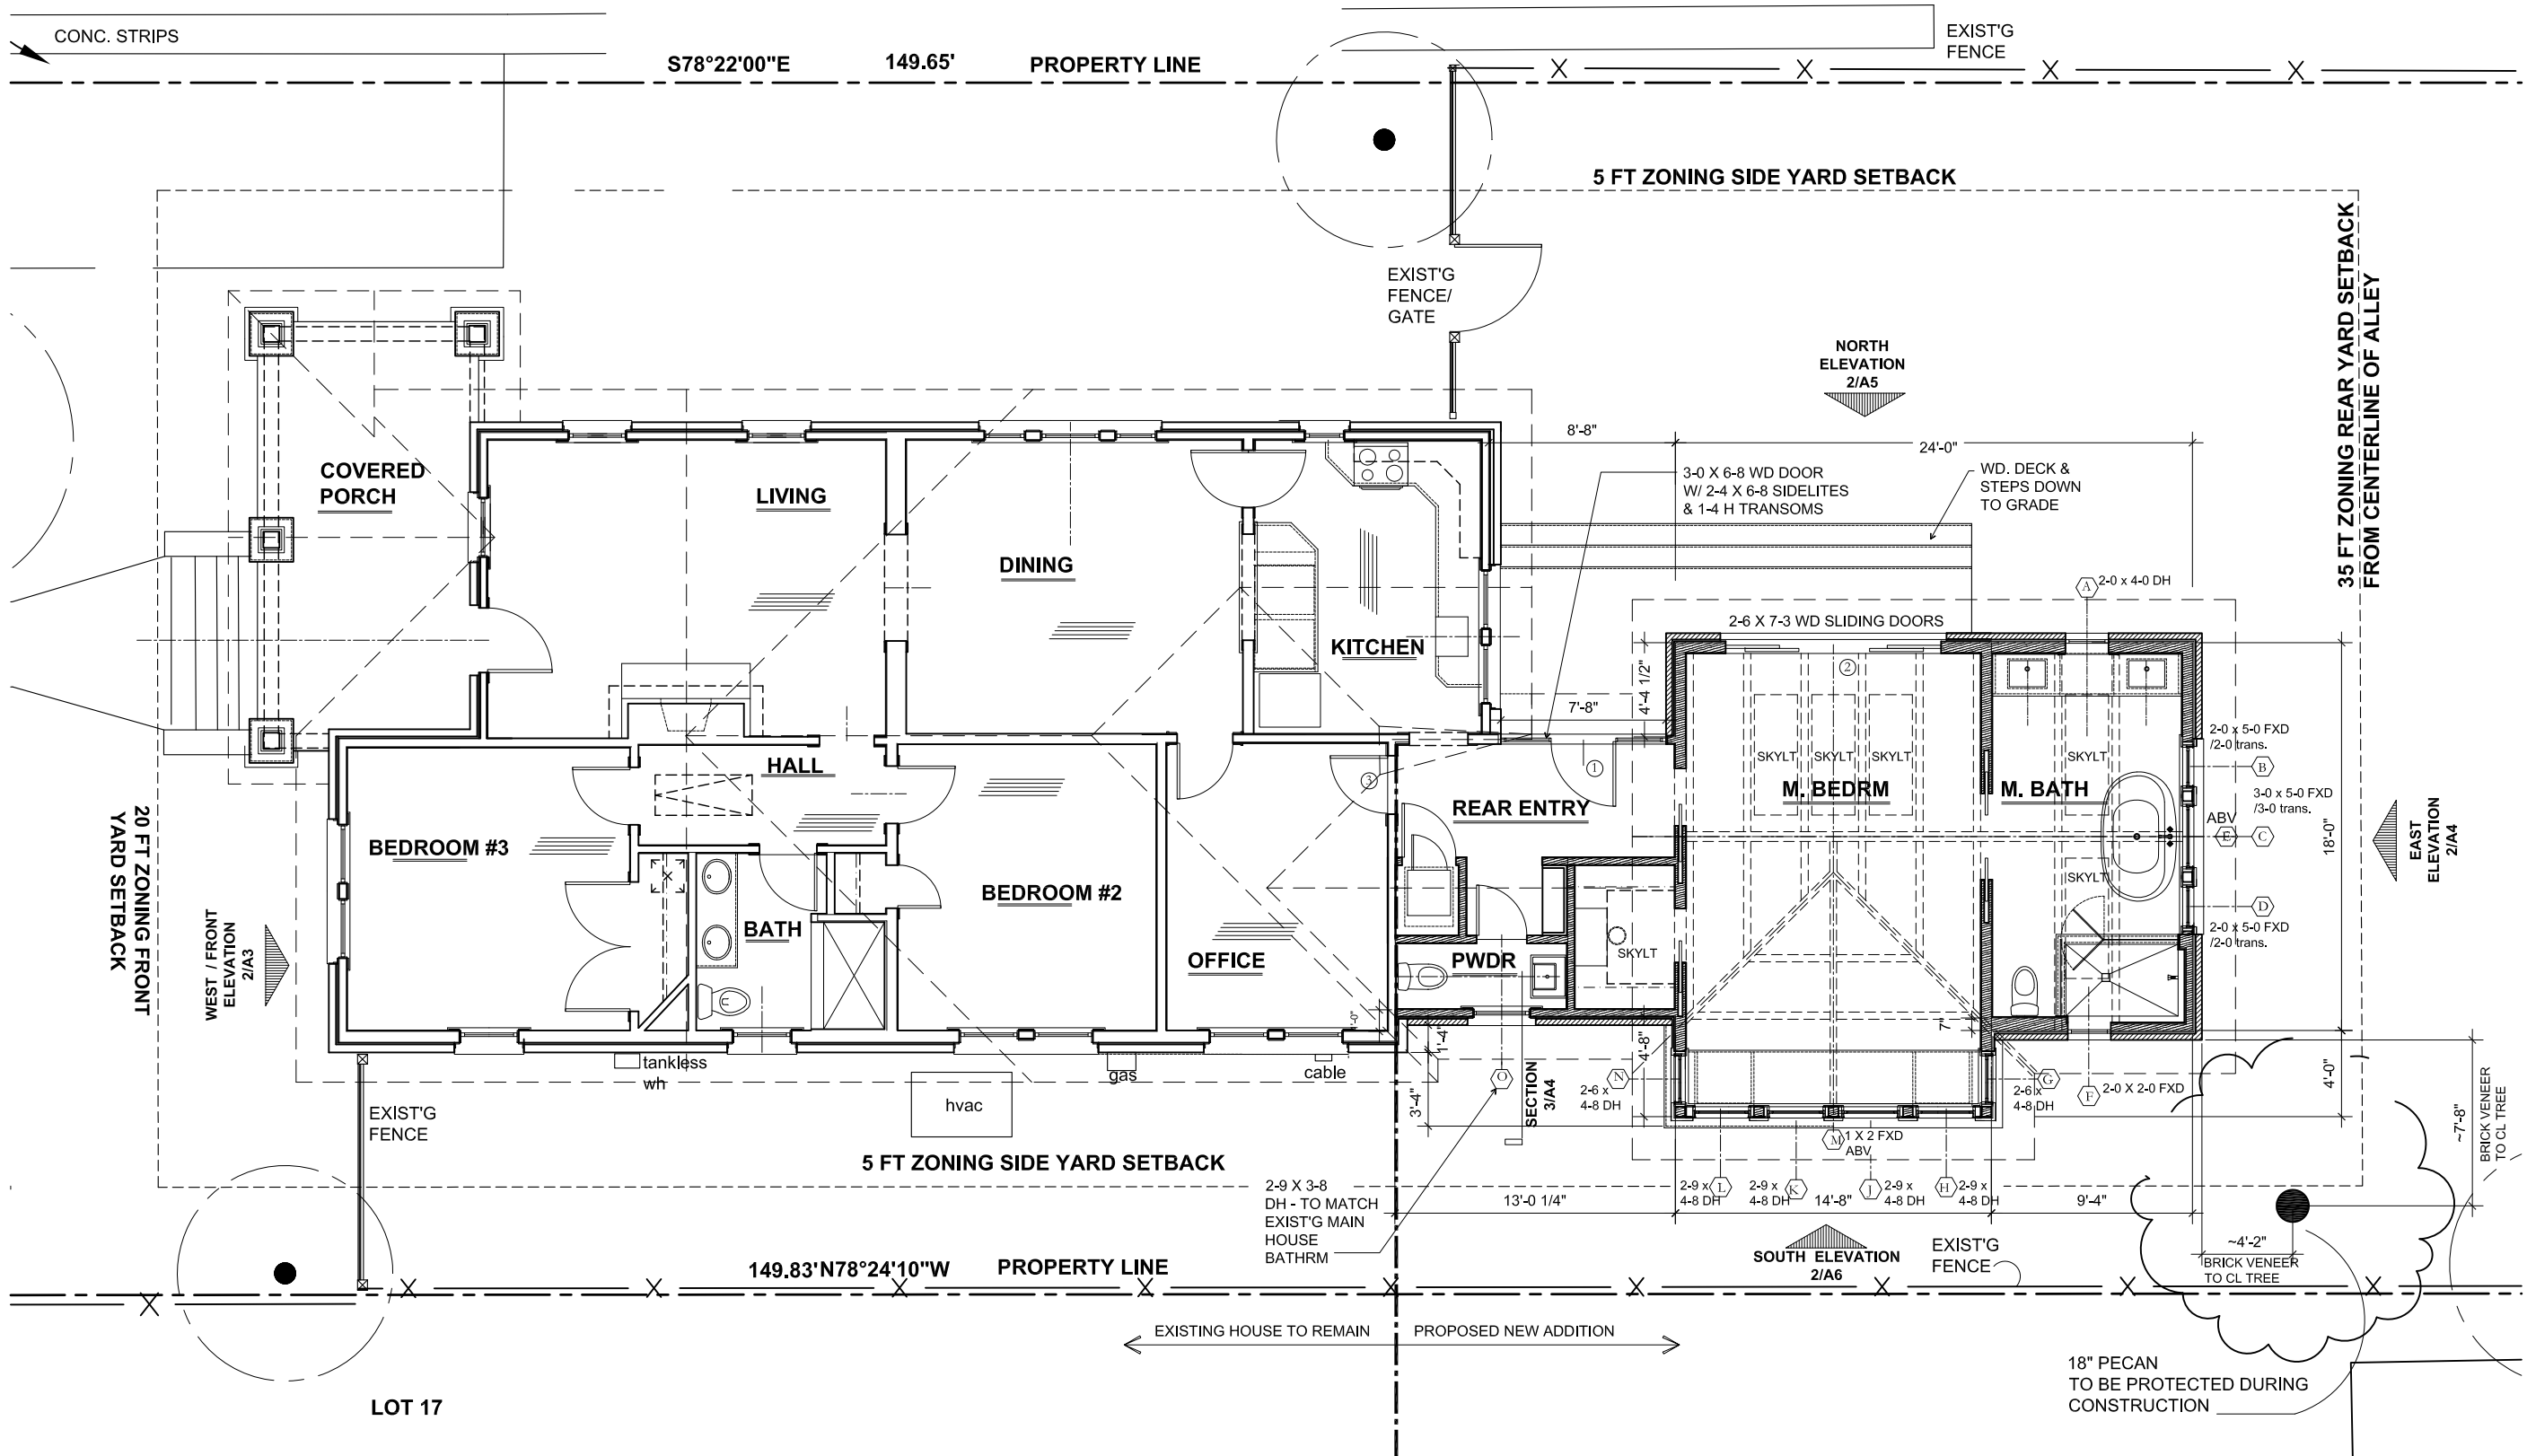 CONC. STRIPS
S78°22'00"E 149.65' PROPERTY LINE
EXIST'G
FENCE
X X X X
5 FT ZONING SIDE YARD SETBACK
35 FT ZONING REAR YARD SETBACK
FROM CENTERLINE OF ALLEY
EXIST'G
FENCE/
GATE
NORTH
ELEVATION
2/A5
8'-8"
24'-0"
COVERED
PORCH
LIVING
DINING
KITCHEN
3-0 X 6-8 WD DOOR
W/ 2-4 X 6-8 SIDELITES
& 1-4 H TRANSOMS
WD. DECK &
STEPS DOWN
TO GRADE
A 2-0 x 4-0 DH
2-6 X 7-3 WD SLIDING DOORS
4'-4 1/2"
7'-8"
1
2
3
HALL
REAR ENTRY
SKYLT SKYLT SKYLT
M. BEDRM
SKYLT
M. BATH
SKYLT
2-0 x 5-0 FXD
/2-0 trans.
B
3-0 x 5-0 FXD
/3-0 trans.
ABV
E C
D
2-0 x 5-0 FXD
/2-0 trans.
18'-0"
EAST
ELEVATION
2/A4
20 FT ZONING FRONT
YARD SETBACK
WEST / FRONT
ELEVATION
2/A3
BEDROOM #3
BATH
BEDROOM #2
OFFICE
PWDR
SKYLT
1'-4"
3'-4"
4'-8"
7"
4'-0"
tankless
wh
gas
cable
hvac
EXIST'G
FENCE
O
SECTION
3/A4
N
2-6 x
4-8 DH
G
2-6 x
4-8 DH
F 2-0 X 2-0 FXD
M 1 X 2 FXD
ABV
~7'-8"
BRICK VENEER
TO CL TREE
5 FT ZONING SIDE YARD SETBACK
2-9 X 3-8
DH - TO MATCH
EXIST'G MAIN
HOUSE
BATHRM
13'-0 1/4"
2-9 x
4-8 DH
L
2-9 x
4-8 DH
K
14'-8"
J
2-9 x
4-8 DH
H
2-9 x
4-8 DH
9'-4"
~4'-2"
BRICK VENEER
TO CL TREE
SOUTH ELEVATION
2/A6
EXIST'G
FENCE
149.83' N78°24'10"W PROPERTY LINE
X X X X X X X X X X
EXISTING HOUSE TO REMAIN PROPOSED NEW ADDITION
18" PECAN
TO BE PROTECTED DURING
CONSTRUCTION
LOT 17